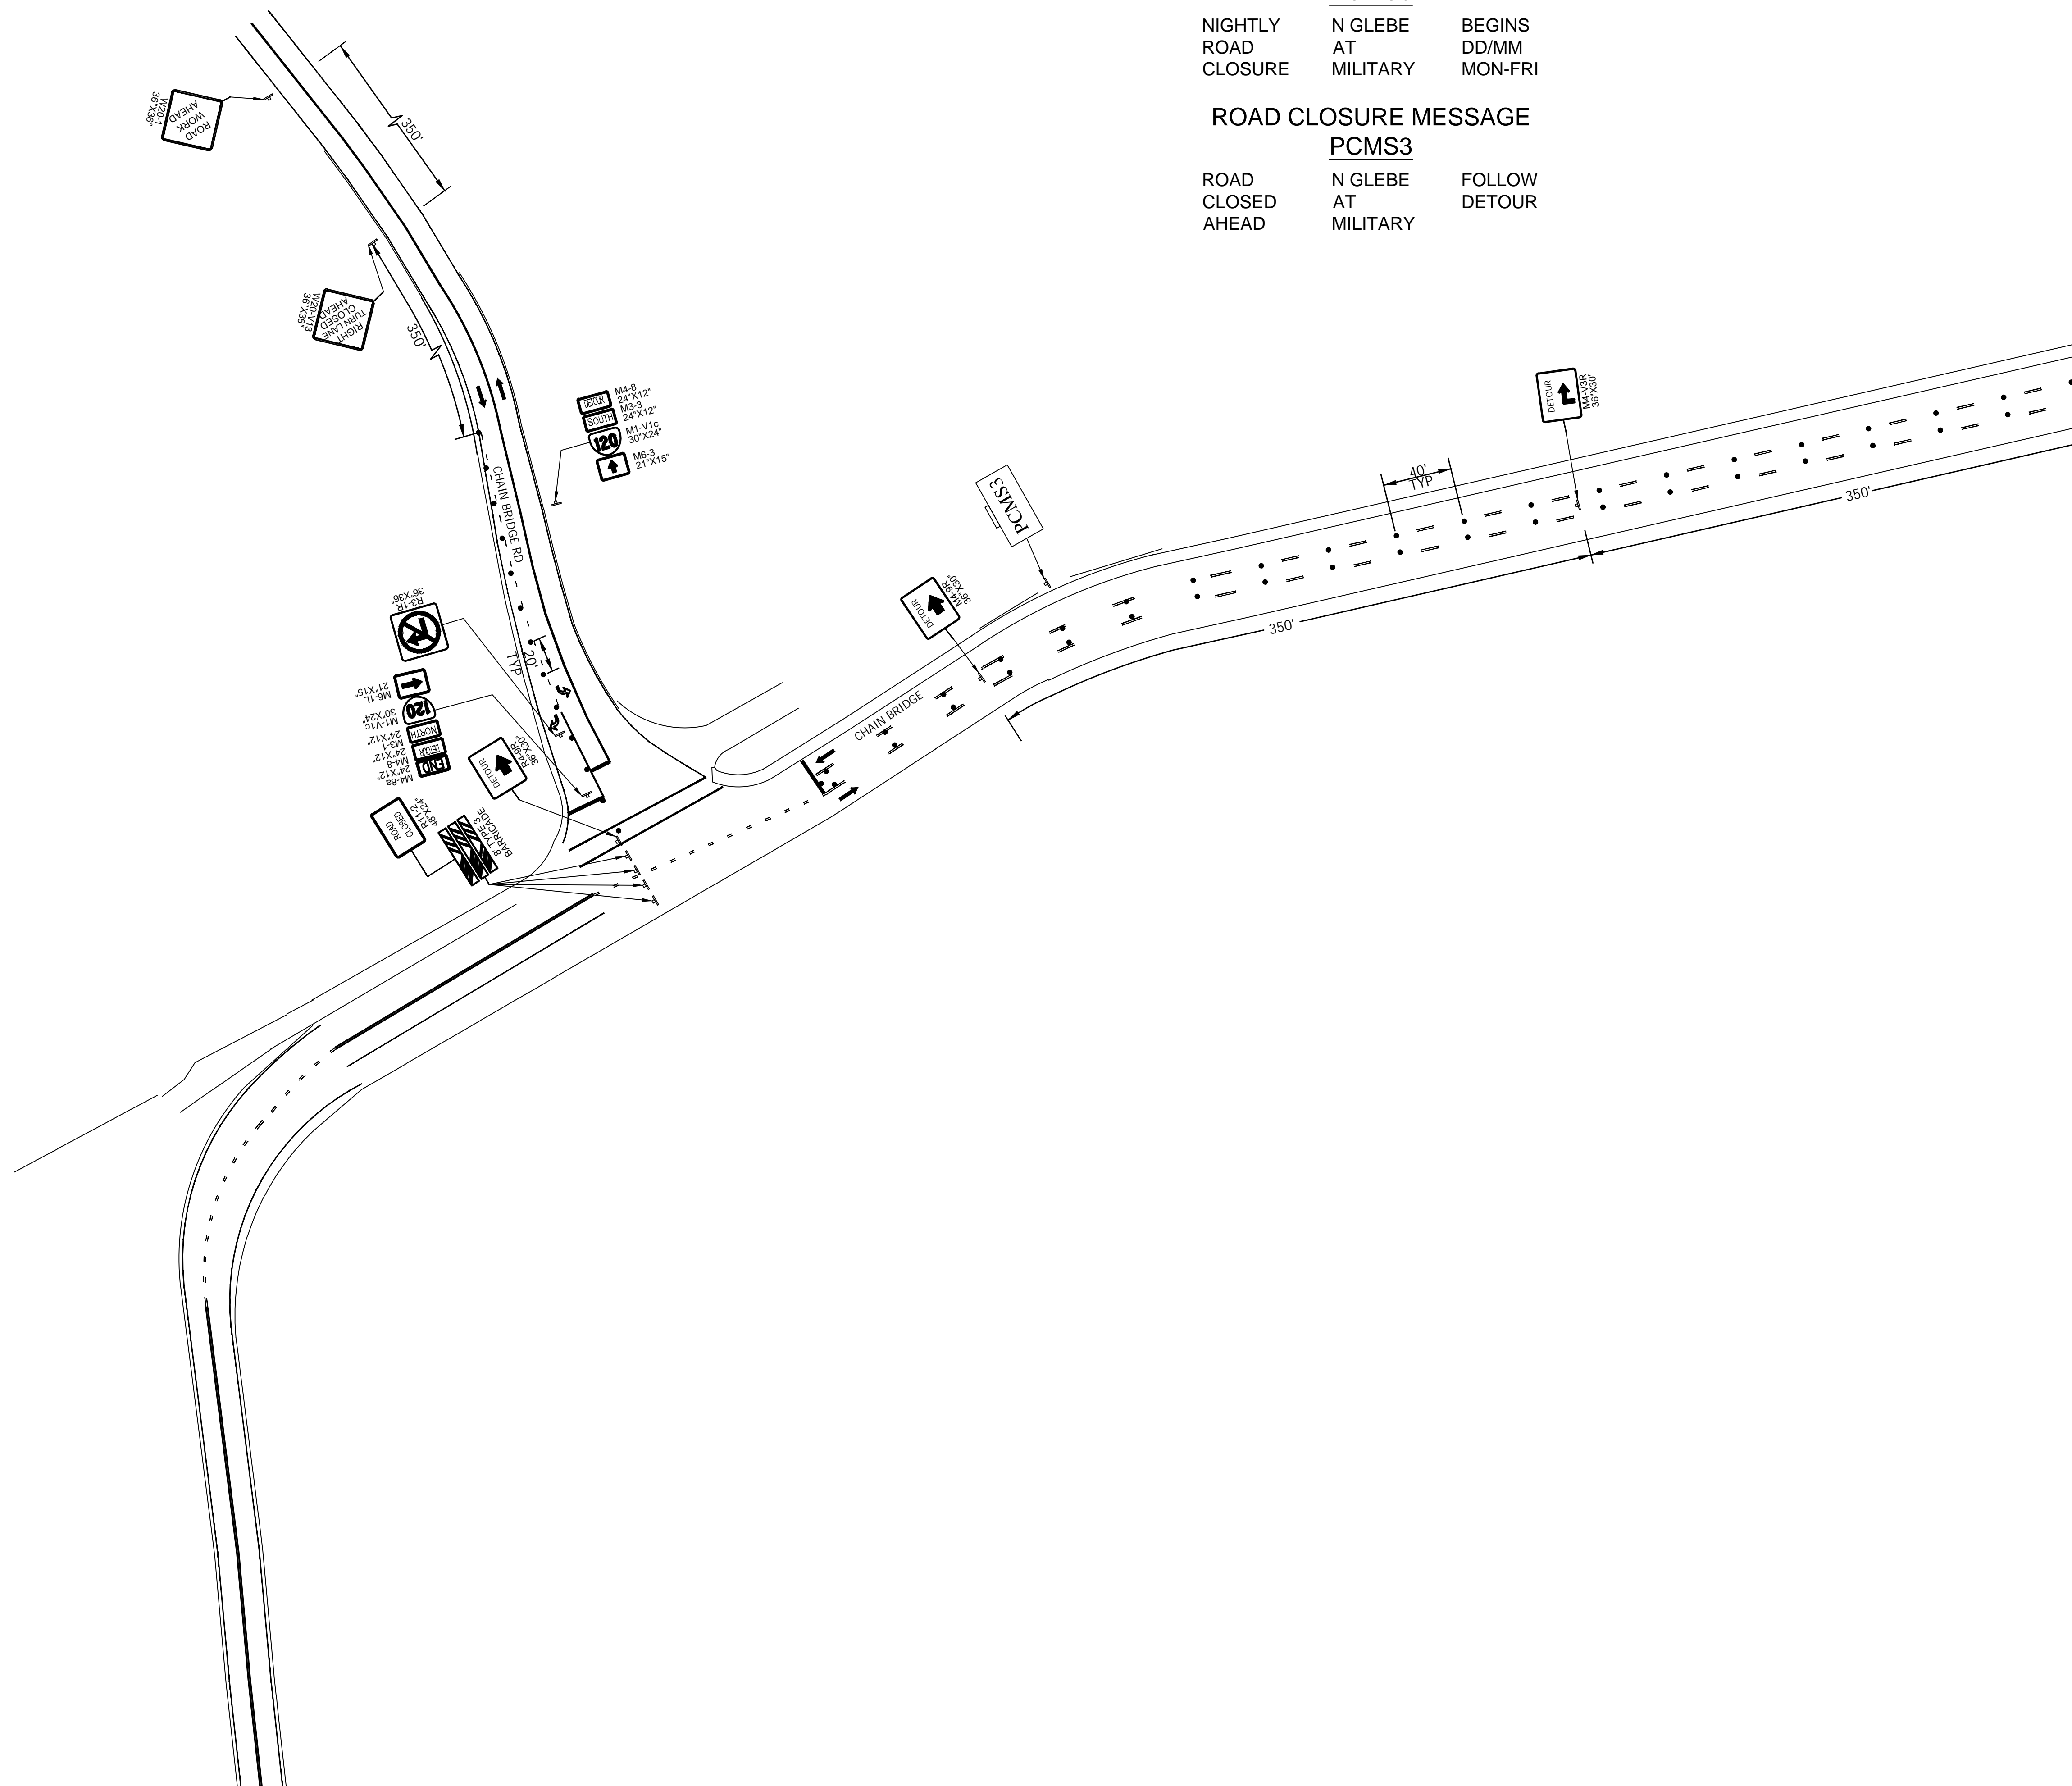 NIGHTLY N GLEBE BEGINS
ROAD AT DD/MM
CLOSURE MILITARY MON-FRI
ROAD CLOSURE MESSAGE
PCMS3
ROAD N GLEBE FOLLOW
CLOSED AT DETOUR
AHEAD MILITARY
ROAD
WORK
AHEAD
W20-1
36"X36"
350'
RIGHT
TURN LANE
CLOSED
AHEAD
W20-V13
36"X36"
350'
DETOUR
M4-8
24"X12"
SOUTH
M3-3
24"X12"
120
M1-V1c
30"X24"
M6-3
21"X15"
CHAIN BRIDGE RD
DETOUR
M4-V3R
36"X30"
40'
TYP
350'
PCMS3
DETOUR
M4-9R
36"X30"
350'
R3-1R
36"X36"
20'
TYP
M6-1L
21"X15"
120
M1-V1c
30"X24"
NORTH
M3-1
24"X12"
DETOUR
M4-8
24"X12"
END
M4-8a
24"X12"
DETOUR
R4-9R
36"X30"
CHAIN BRIDGE
ROAD
CLOSED
R11-2
48"X24"
8' TYPE 3
BARRICADE